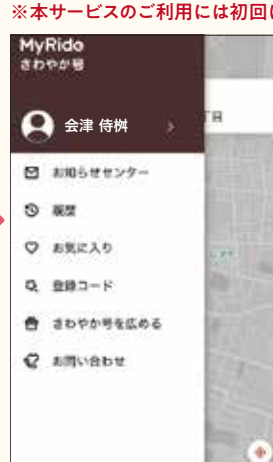 ※本サービスのご利用には初回
MyRido
さわやか号
会津 侍桝
丁目
お知らせセンター
履歴
お気に入り
登録コード
さわやか号を広める
お問い合わせ